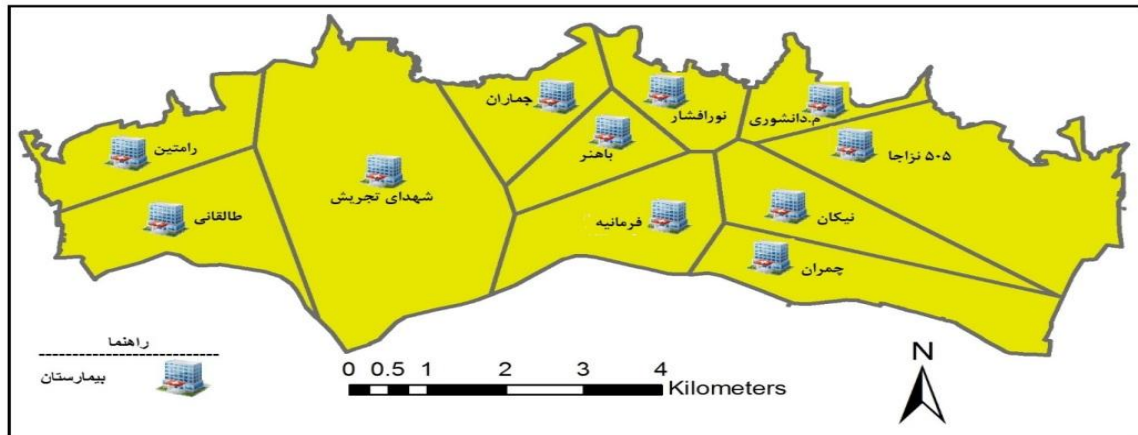 جماران
نورافشار
م.دانشوری
باهنر
رامتین
۵۰۵ نزاجا
شهدای تجریش
طالقانی
فرمانیه
نیکان
چمران
راهنما
بیمارستان
N
0 0.5 1 2 3 4
Kilometers